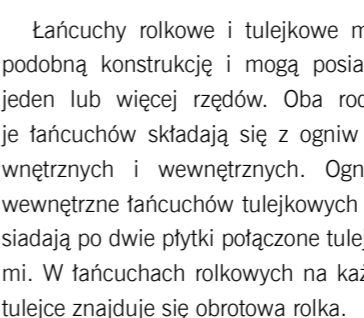 Łańcuchy rolkowe i tulejkowe m
podobną konstrukcję i mogą posia
jeden lub więcej rzędów. Oba rod
je łańcuchów składają się z ogniw
wnętrznych i wewnętrznych. Ogn
wewnętrzne łańcuchów tulejkowych
siadają po dwie płytki połączone tulej
mi. W łańcuchach rolkowych na każ
tulejce znajduje się obrotowa rolka.